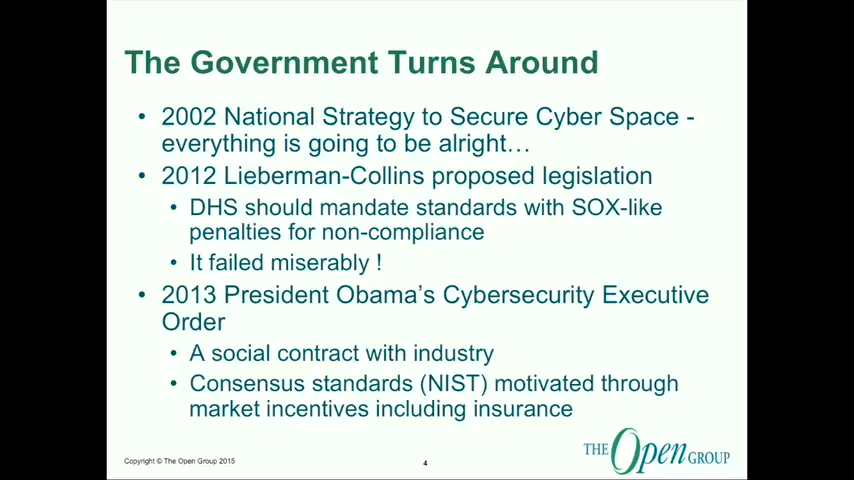 The Government Turns Around
• 2002 National Strategy to Secure Cyber Space -
everything is going to be alright…
• 2012 Lieberman-Collins proposed legislation
• DHS should mandate standards with SOX-like
penalties for non-compliance
• It failed miserably !
• 2013 President Obama's Cybersecurity Executive
Order
• A social contract with industry
• Consensus standards (NIST) motivated through
market incentives including insurance
Copyright © The Open Group 2015
4
THE Open GROUP